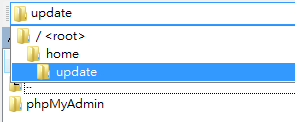 update
/ <root>
home
update
..
phpMyAdmin